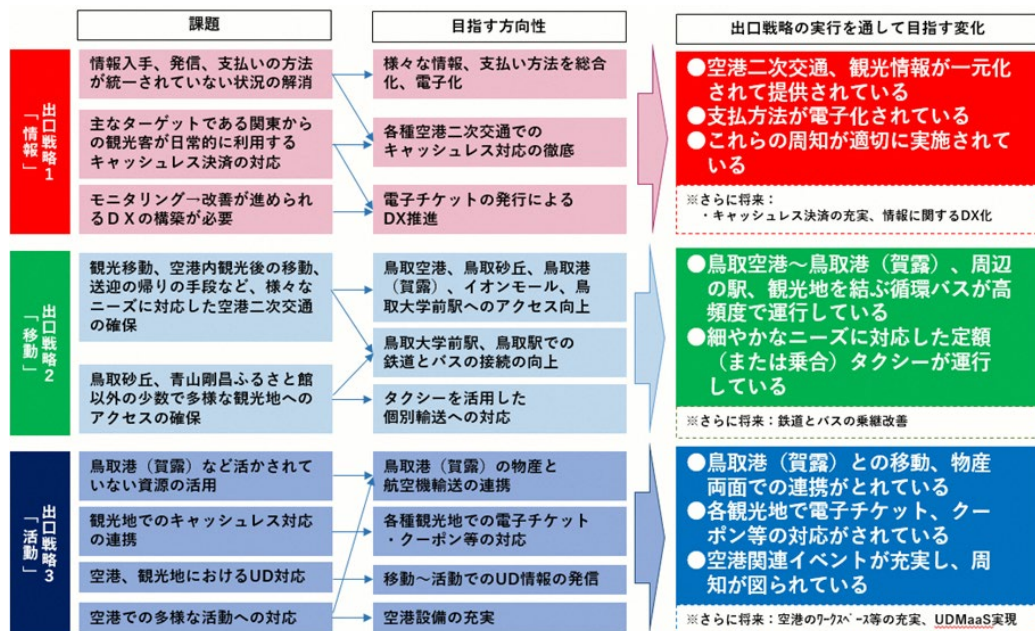 課題
目指す方向性
出口戦略の実行を通して目指す変化
出口戦略1
「情報」
情報入手、発信、支払いの方法
が統一されていない状況の解消
主なターゲットである関東から
の観光客が日常的に利用する
キャッシュレス決済の対応
モニタリング→改善が進められ
るＤＸの構築が必要
様々な情報、支払い方法を総合
化、電子化
各種空港二次交通での
キャッシュレス対応の徹底
電子チケットの発行による
DX推進
●空港二次交通、観光情報が一元化
されて提供されている
●支払方法が電子化されている
●これらの周知が適切に実施されて
いる
※さらに将来：
・キャッシュレス決済の充実、情報に関するDX化
出口戦略2
「移動」
観光移動、空港内観光後の移動、
送迎の帰りの手段など、様々な
ニーズに対応した空港二次交通
の確保
鳥取砂丘、青山剛昌ふるさと館
以外の少数で多様な観光地への
アクセスの確保
鳥取空港、鳥取砂丘、鳥取港
（賀露）、イオンモール、鳥
取大学前駅へのアクセス向上
鳥取大学前駅、鳥取駅での
鉄道とバスの接続の向上
タクシーを活用した
個別輸送への対応
●鳥取空港～鳥取港（賀露）、周辺
の駅、観光地を結ぶ循環バスが高
頻度で運行している
●細やかなニーズに対応した定額
（または乗合）タクシーが運行
している
※さらに将来：鉄道とバスの乗継改善
出口戦略3
「活動」
鳥取港（賀露）など活かされて
いない資源の活用
観光地でのキャッシュレス対応
の連携
空港、観光地におけるUD対応
空港での多様な活動への対応
鳥取港（賀露）の物産と
航空機輸送の連携
各種観光地での電子チケット
・クーポン等の対応
移動～活動でのUD情報の発信
空港設備の充実
●鳥取港（賀露）との移動、物産
両面での連携がとれている
●各観光地で電子チケット、クー
ポン等の対応がされている
●空港関連イベントが充実し、周
知が図られている
※さらに将来：空港のﾜｰｸｽﾍﾟｰｽ等の充実、UDMaaS実現